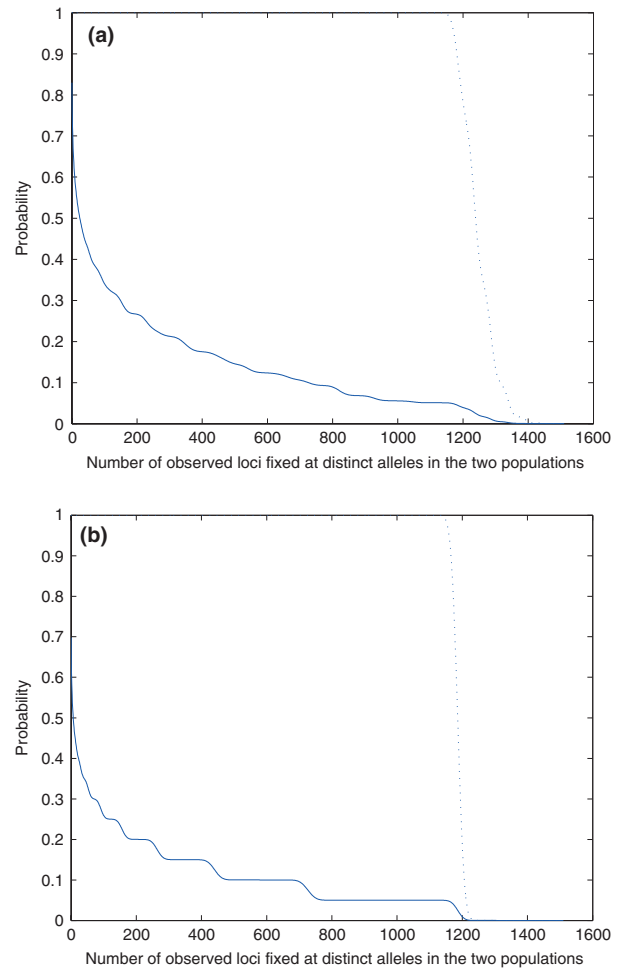 (a)
1
0.9
0.8
0.7
0.6
0.5
0.4
0.3
0.2
0.1
0
Probability
0 200 400 600 800 1000 1200 1400 1600
Number of observed loci fixed at distinct alleles in the two populations
(b)
1
0.9
0.8
0.7
0.6
0.5
0.4
0.3
0.2
0.1
0
Probability
0 200 400 600 800 1000 1200 1400 1600
Number of observed loci fixed at distinct alleles in the two populations